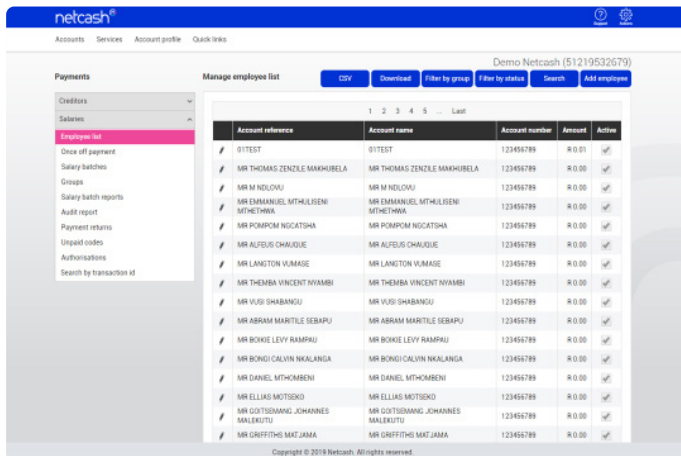 netcash®
Support Admin
Accounts Services Account profile Quick links
Demo Netcash (51219532679)
Payments
Manage employee list
CSV Download Filter by group Filter by status Search Add employee
Creditors
Salaries
Employee list
Once off payment
Salary batches
Groups
Salary batch reports
Audit report
Payment returns
Unpaid codes
Authorisations
Search by transaction id
1 2 3 4 5 ... Last
Account reference Account name Account number Amount Active
01TEST 01TEST 123456789 R 0.01
MR THOMAS ZENZILE MAKHUBELA MR THOMAS ZENZILE MAKHUBELA 123456789 R 0.00
MR M NDLOVU MR M NDLOVU 123456789 R 0.00
MR EMMANUEL MTHULISENI MTHETHWA MR EMMANUEL MTHULISENI MTHETHWA 123456789 R 0.00
MR POMPOM NGCATSHA MR POMPOM NGCATSHA 123456789 R 0.00
MR ALFEUS CHAUQUE MR ALFEUS CHAUQUE 123456789 R 0.00
MR LANGTON VUMASE MR LANGTON VUMASE 123456789 R 0.00
MR THEMBA VINCENT NYAMBI MR THEMBA VINCENT NYAMBI 123456789 R 0.00
MR VUSI SHABANGU MR VUSI SHABANGU 123456789 R 0.00
MR ABRAM MARITILE SEBAPU MR ABRAM MARITILE SEBAPU 123456789 R 0.00
MR BOIKIE LEVY RAMPAU MR BOIKIE LEVY RAMPAU 123456789 R 0.00
MR BONGI CALVIN NKALANGA MR BONGI CALVIN NKALANGA 123456789 R 0.00
MR DANIEL MTHOMBENI MR DANIEL MTHOMBENI 123456789 R 0.00
MR ELLIAS MOTSEKO MR ELLIAS MOTSEKO 123456789 R 0.00
MR GOITSEMANG JOHANNES MALEKUTU MR GOITSEMANG JOHANNES MALEKUTU 123456789 R 0.00
MR GRIFFITHS MATJAMA MR GRIFFITHS MATJAMA 123456789 R 0.00
Copyright © 2019 Netcash. All rights reserved.